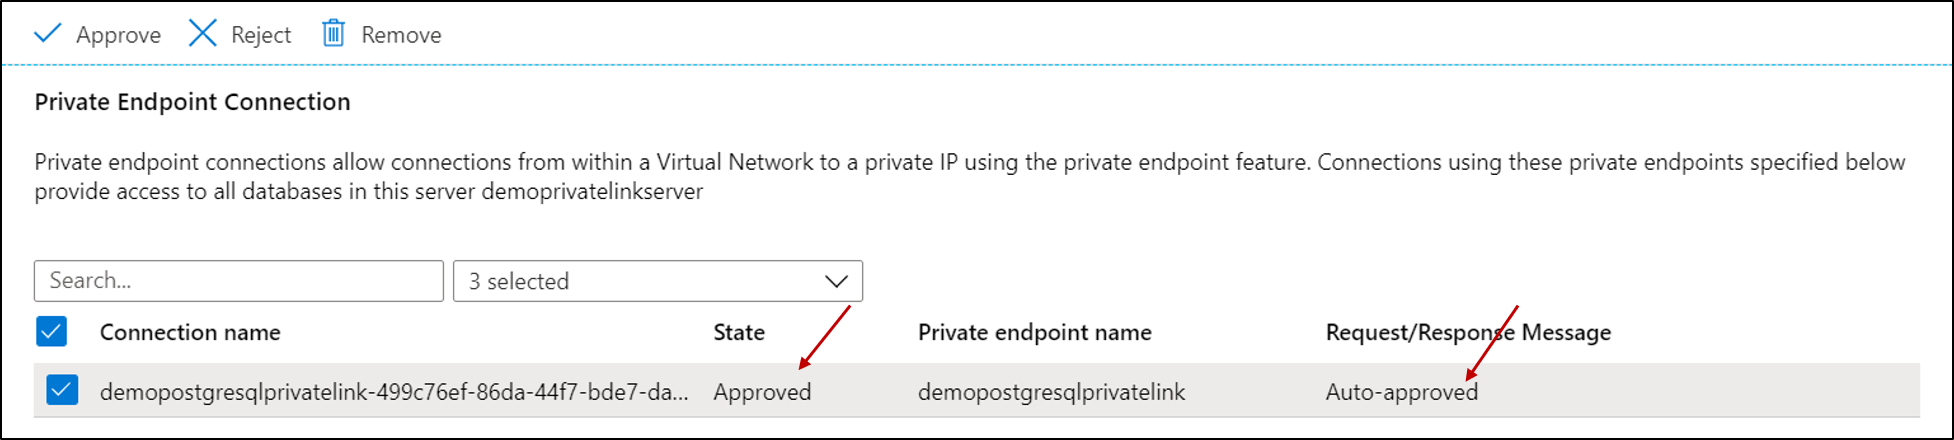 Approve Reject Remove
Private Endpoint Connection
Private endpoint connections allow connections from within a Virtual Network to a private IP using the private endpoint feature. Connections using these private endpoints specified below
provide access to all databases in this server demoprivatelinkserver
Search... 3 selected
Connection name State Private endpoint name Request/Response Message
demopostgresqlprivatelink-499c76ef-86da-44f7-bde7-da... Approved demopostgresqlprivatelink Auto-approved